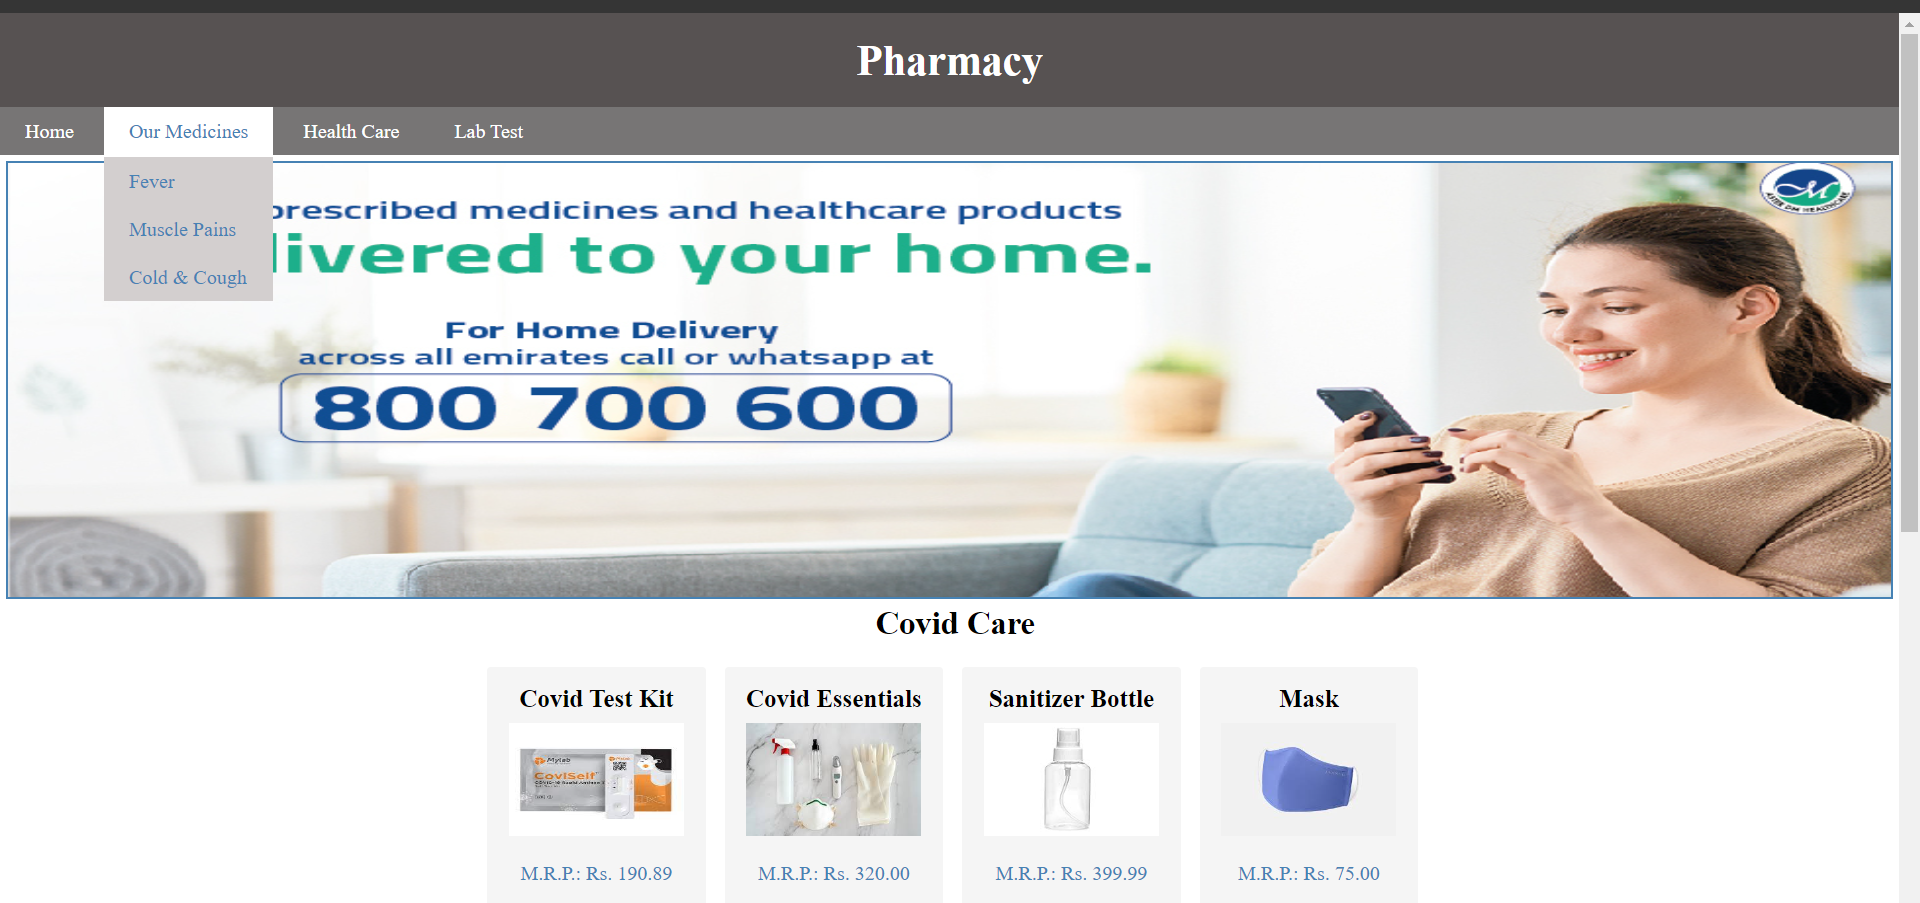 Pharmacy
Home Our Medicines Health Care Lab Test
Fever
Muscle Pains
Cold & Cough
prescribed medicines and healthcare products
livered to your home.
For Home Delivery
across all emirates call or whatsapp at
800 700 600
Covid Care
Covid Test Kit
Mylab
CoviSelf
M.R.P.: Rs. 190.89
Covid Essentials
M.R.P.: Rs. 320.00
Sanitizer Bottle
M.R.P.: Rs. 399.99
Mask
M.R.P.: Rs. 75.00